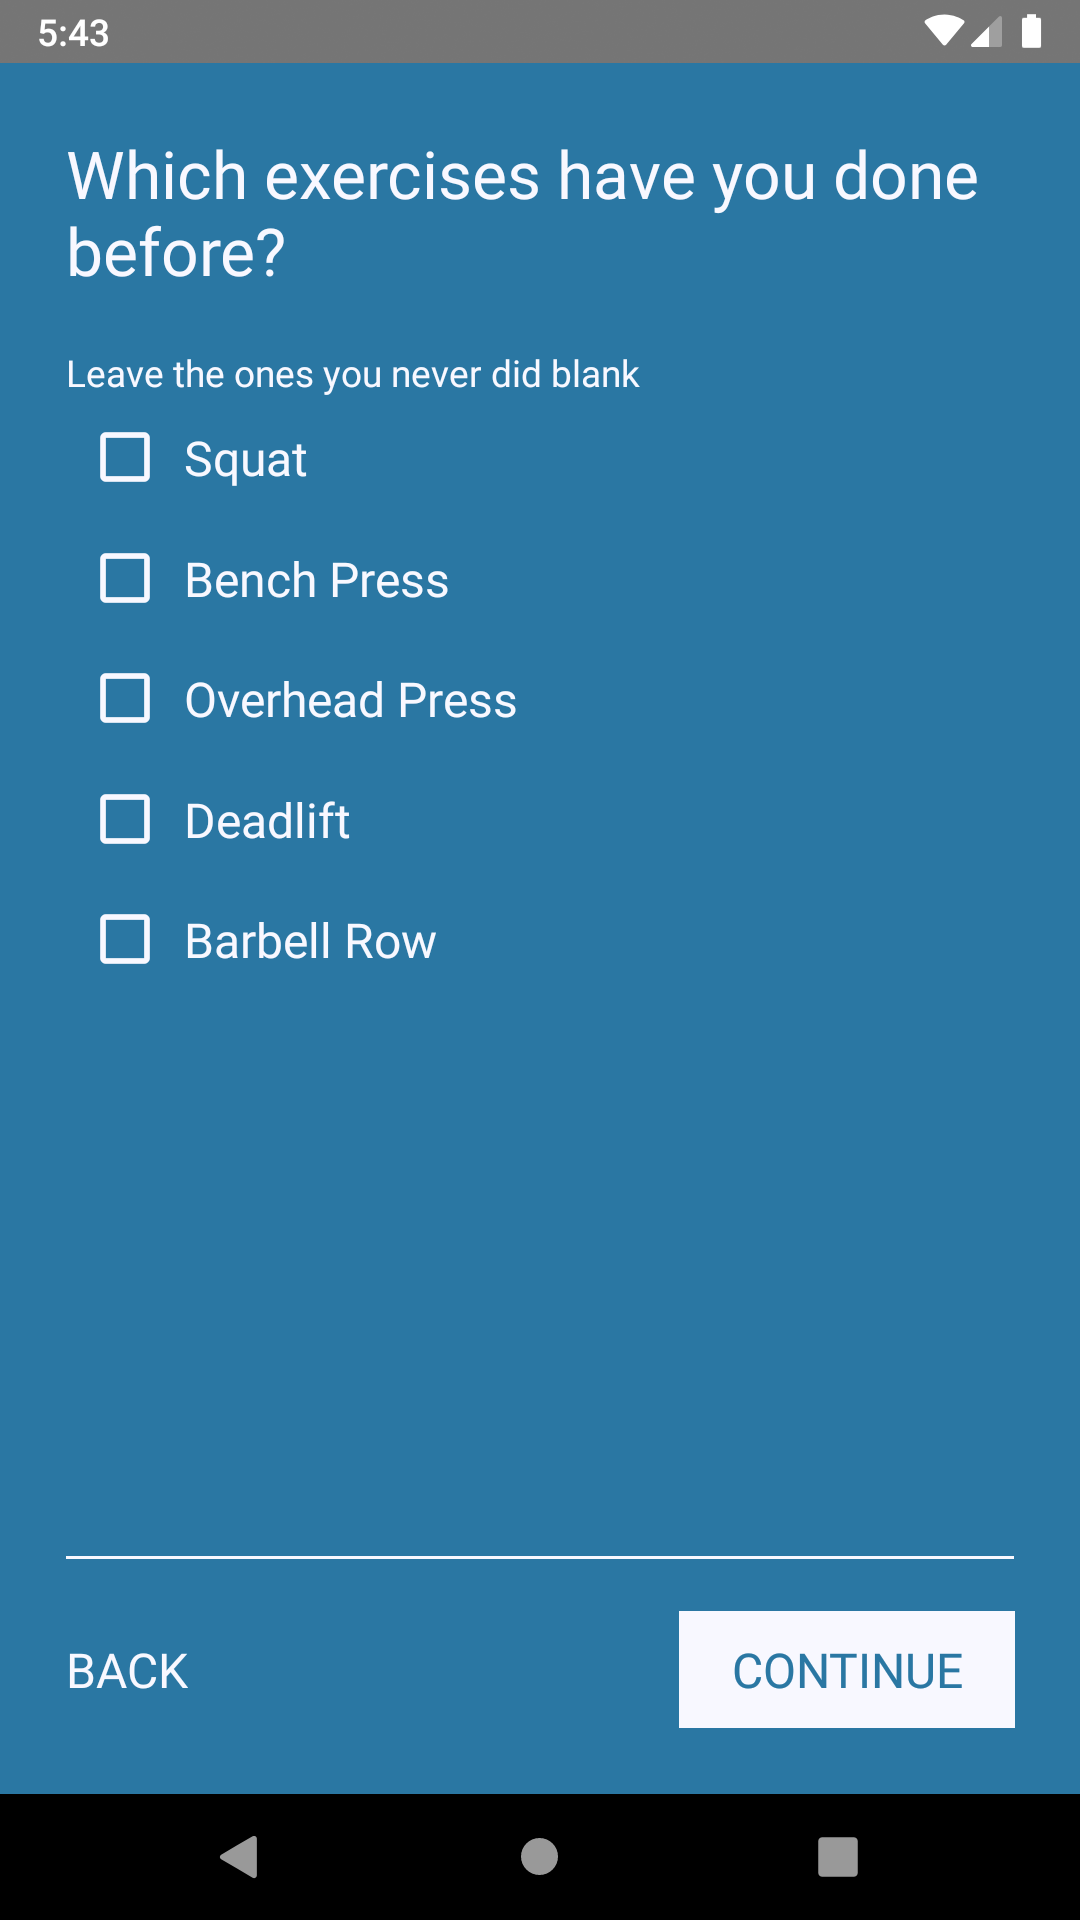 5:43
Which exercises have you done
before?
Leave the ones you never did blank
Squat
Bench Press
Overhead Press
Deadlift
Barbell Row
BACK
CONTINUE